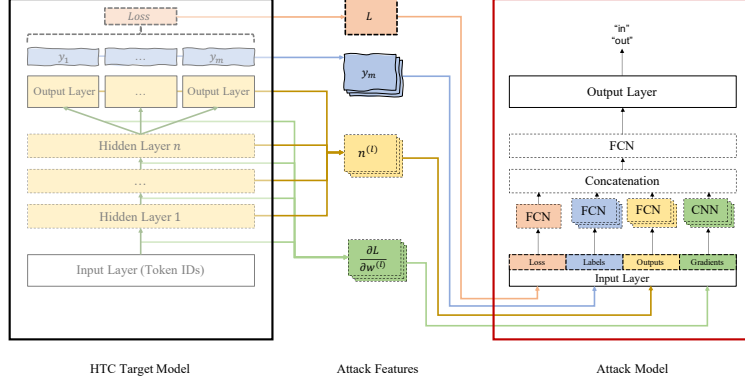 Loss
y₁ … yₘ
Output Layer … Output Layer
Hidden Layer n
…
Hidden Layer 1
Input Layer (Token IDs)
HTC Target Model
L
yₘ
n⁽ˡ⁾
∂L
∂w⁽ˡ⁾
Attack Features
“in”
“out”
Output Layer
FCN
Concatenation
FCN FCN FCN CNN
Loss Labels Outputs Gradients
Input Layer
Attack Model